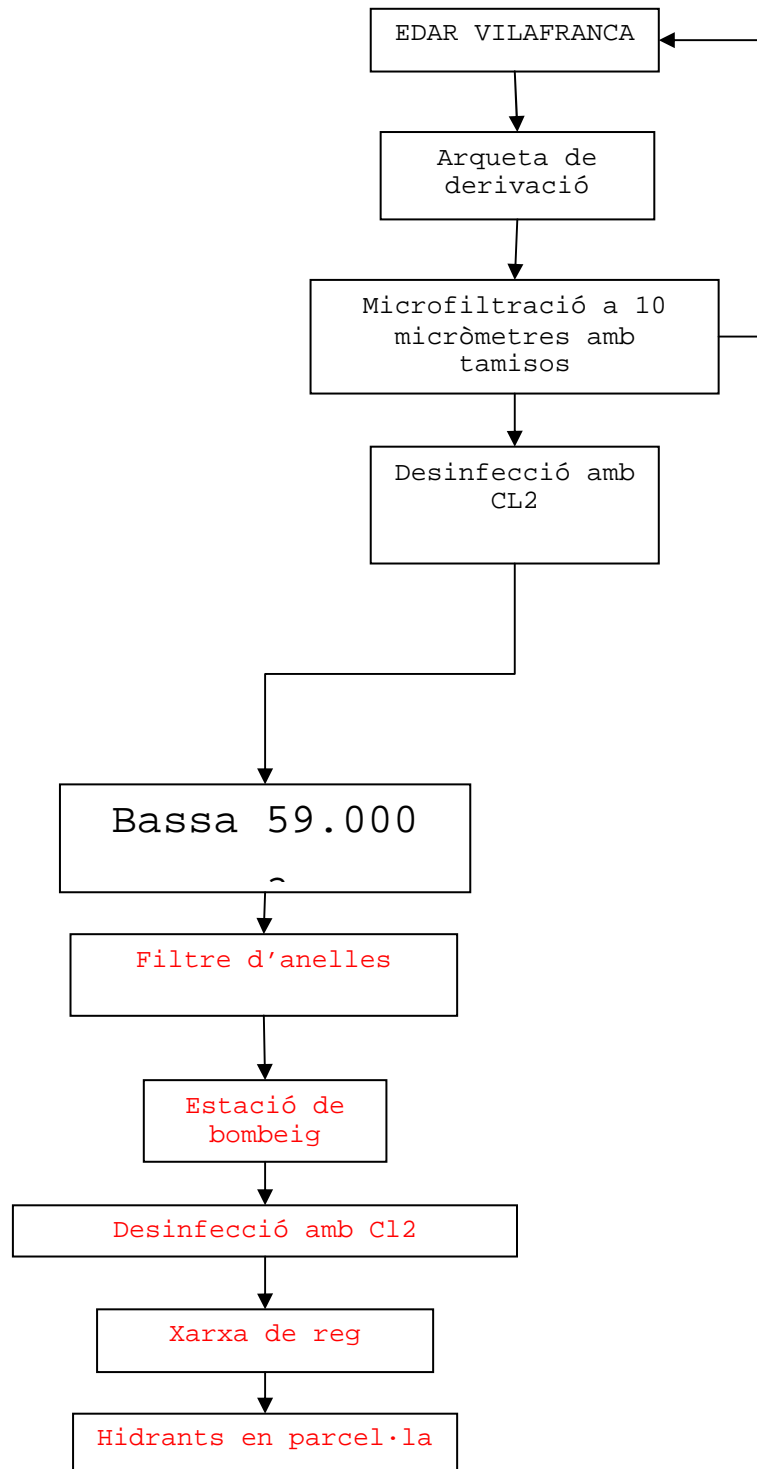 EDAR VILAFRANCA
Arqueta de
derivació
Microfiltració a 10
micròmetres amb
tamisos
Desinfecció amb
CL2
Bassa 59.000
Filtre d’anelles
Estació de
bombeig
Desinfecció amb Cl2
Xarxa de reg
Hidrants en parcel·la